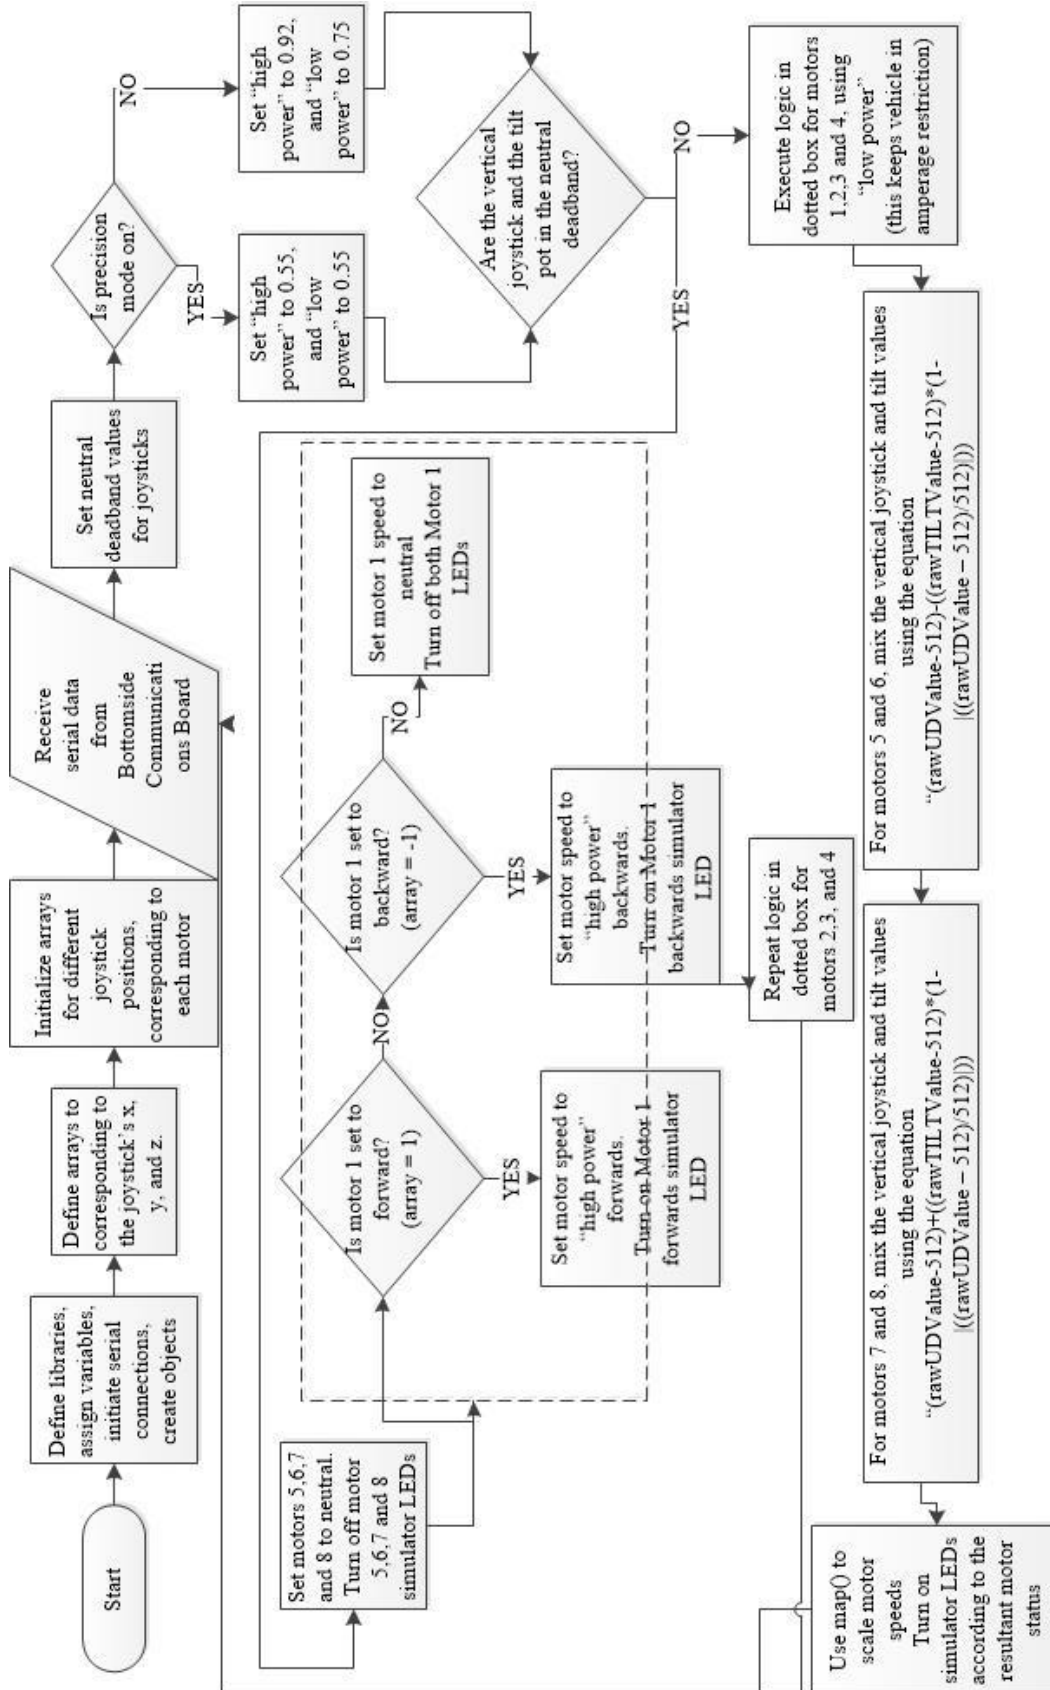 Start
Define libraries,
assign variables,
initiate serial
connections,
create objects
Define arrays to
corresponding to
the joystick's x,
y, and z.
Initialize arrays
for different
joystick
positions,
corresponding to
each motor
Receive
serial data
from
Bottomside
Communicati
ons Board
Set neutral
deadband values
for joysticks
Is precision
mode on?
NO
YES
Set “high
power” to 0.92,
and “low
power” to 0.75
Set “high
power” to 0.55,
and “low
power” to 0.55
Are the vertical
joystick and the tilt
pot in the neutral
deadband?
YES
NO
Set motors 5,6,7
and 8 to neutral.
Turn off motor
5,6,7 and 8
simulator LEDs
Is motor 1 set to
forward?
(array = 1)
NO
YES
Set motor speed to
“high power”
forwards.
Turn on Motor 1
forwards simulator
LED
Is motor 1 set to
backward?
(array = -1)
NO
YES
Set motor speed to
“high power”
backwards.
Turn on Motor 1
backwards simulator
LED
Set motor 1 speed to
neutral
Turn off both Motor 1
LEDs
Repeat logic in
dotted box for
motors 2,3, and 4
Execute logic in
dotted box for motors
1,2,3 and 4, using
“low power”
(this keeps vehicle in
amperage restriction)
For motors 5 and 6, mix the vertical joystick and tilt values
using the equation
“(rawUDValue-512)-((rawTILTValue-512)*(1-
|((rawUDValue – 512)/512)|))
For motors 7 and 8, mix the vertical joystick and tilt values
using the equation
“(rawUDValue-512)+((rawTILTValue-512)*(1-
|((rawUDValue – 512)/512)|))
Use map() to
scale motor
speeds
Turn on
simulator LEDs
according to the
resultant motor
status